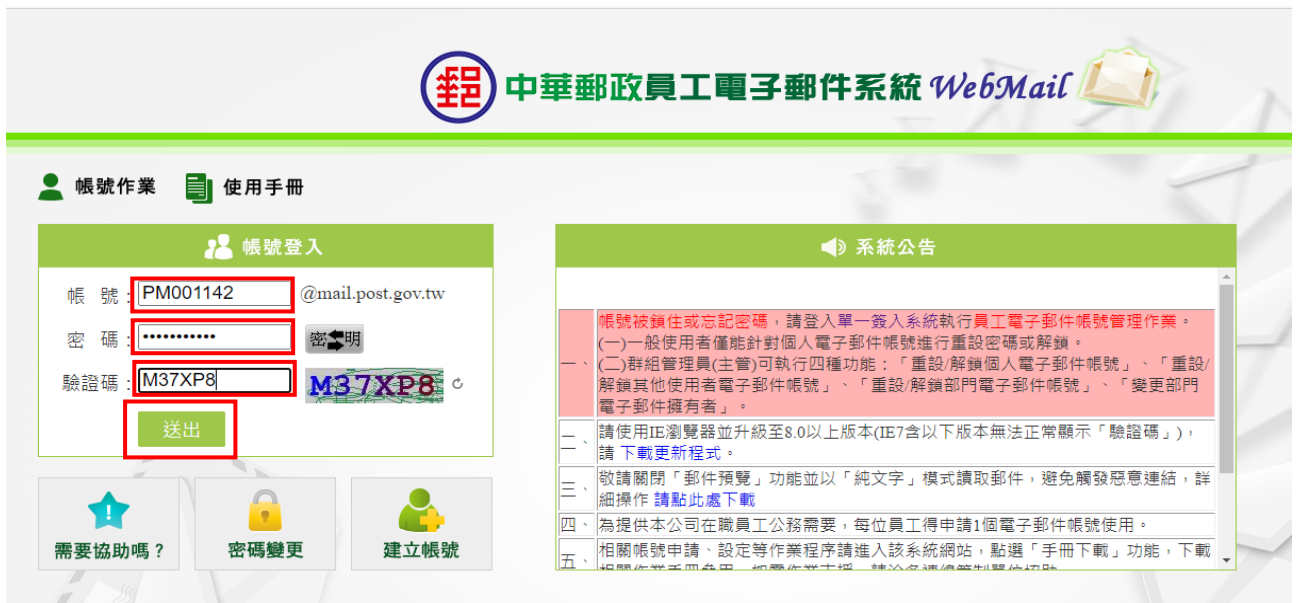 郵 中華郵政員工電子郵件系統 WebMail
帳號作業 使用手冊
帳號登入
帳 號: PM001142 @mail.post.gov.tw
密 碼: ••••••••••• 密 明
驗證碼: M37XP8 M37XP8
送出
需要協助嗎？ 密碼變更 建立帳號
系統公告
一、 帳號被鎖住或忘記密碼，請登入單一簽入系統執行員工電子郵件帳號管理作業。
(一)一般使用者僅能針對個人電子郵件帳號進行重設密碼或解鎖。
(二)群組管理員(主管)可執行四種功能：「重設/解鎖個人電子郵件帳號」、「重設/
解鎖其他使用者電子郵件帳號」、「重設/解鎖部門電子郵件帳號」、「變更部門
電子郵件擁有者」。
二、 請使用IE瀏覽器並升級至8.0以上版本(IE7含以下版本無法正常顯示「驗證碼」)，
請 下載更新程式。
三、 敬請關閉「郵件預覽」功能並以「純文字」模式讀取郵件，避免觸發惡意連結，詳
細操作 請點此處下載
四、 為提供本公司在職員工公務需要，每位員工得申請1個電子郵件帳號使用。
五、 相關帳號申請、設定等作業程序請進入該系統網站，點選「手冊下載」功能，下載